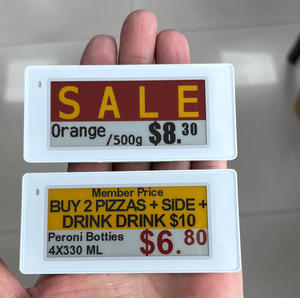 SALE
Orange /500g $8.30
Member Price
BUY 2 PIZZAS + SIDE +
DRINK DRINK $10
Peroni Botties
4X330 ML $6.80